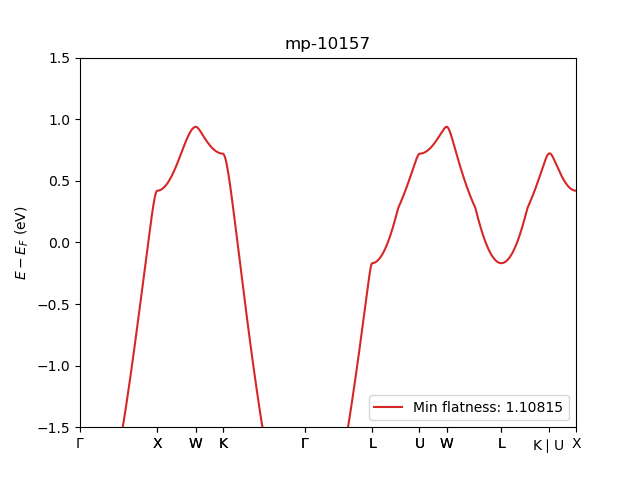 mp-10157
1.5
1.0
0.5
0.0
−0.5
−1.0
−1.5
E − E_F (eV)
Min flatness: 1.10815
Γ X W K Γ L U W L K | U X